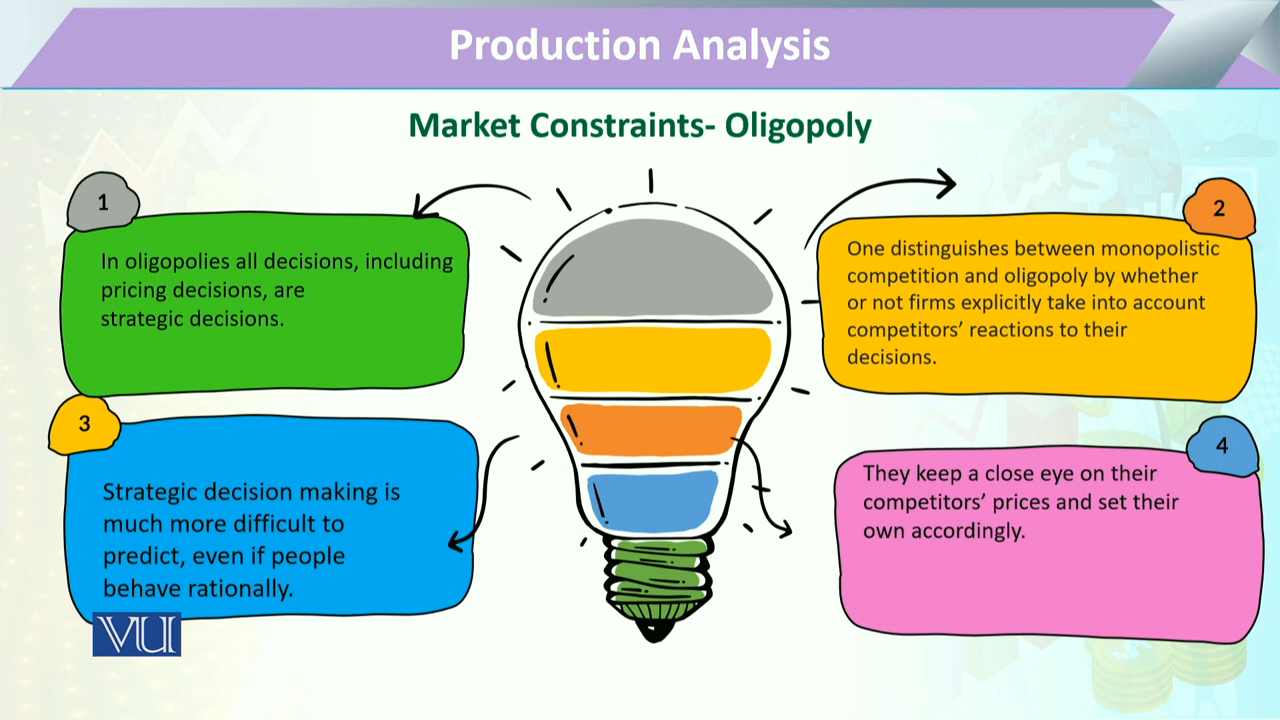 Production Analysis
Market Constraints- Oligopoly
1
In oligopolies all decisions, including
pricing decisions, are
strategic decisions.
2
One distinguishes between monopolistic
competition and oligopoly by whether
or not firms explicitly take into account
competitors’ reactions to their
decisions.
3
Strategic decision making is
much more difficult to
predict, even if people
behave rationally.
4
They keep a close eye on their
competitors’ prices and set their
own accordingly.
VU